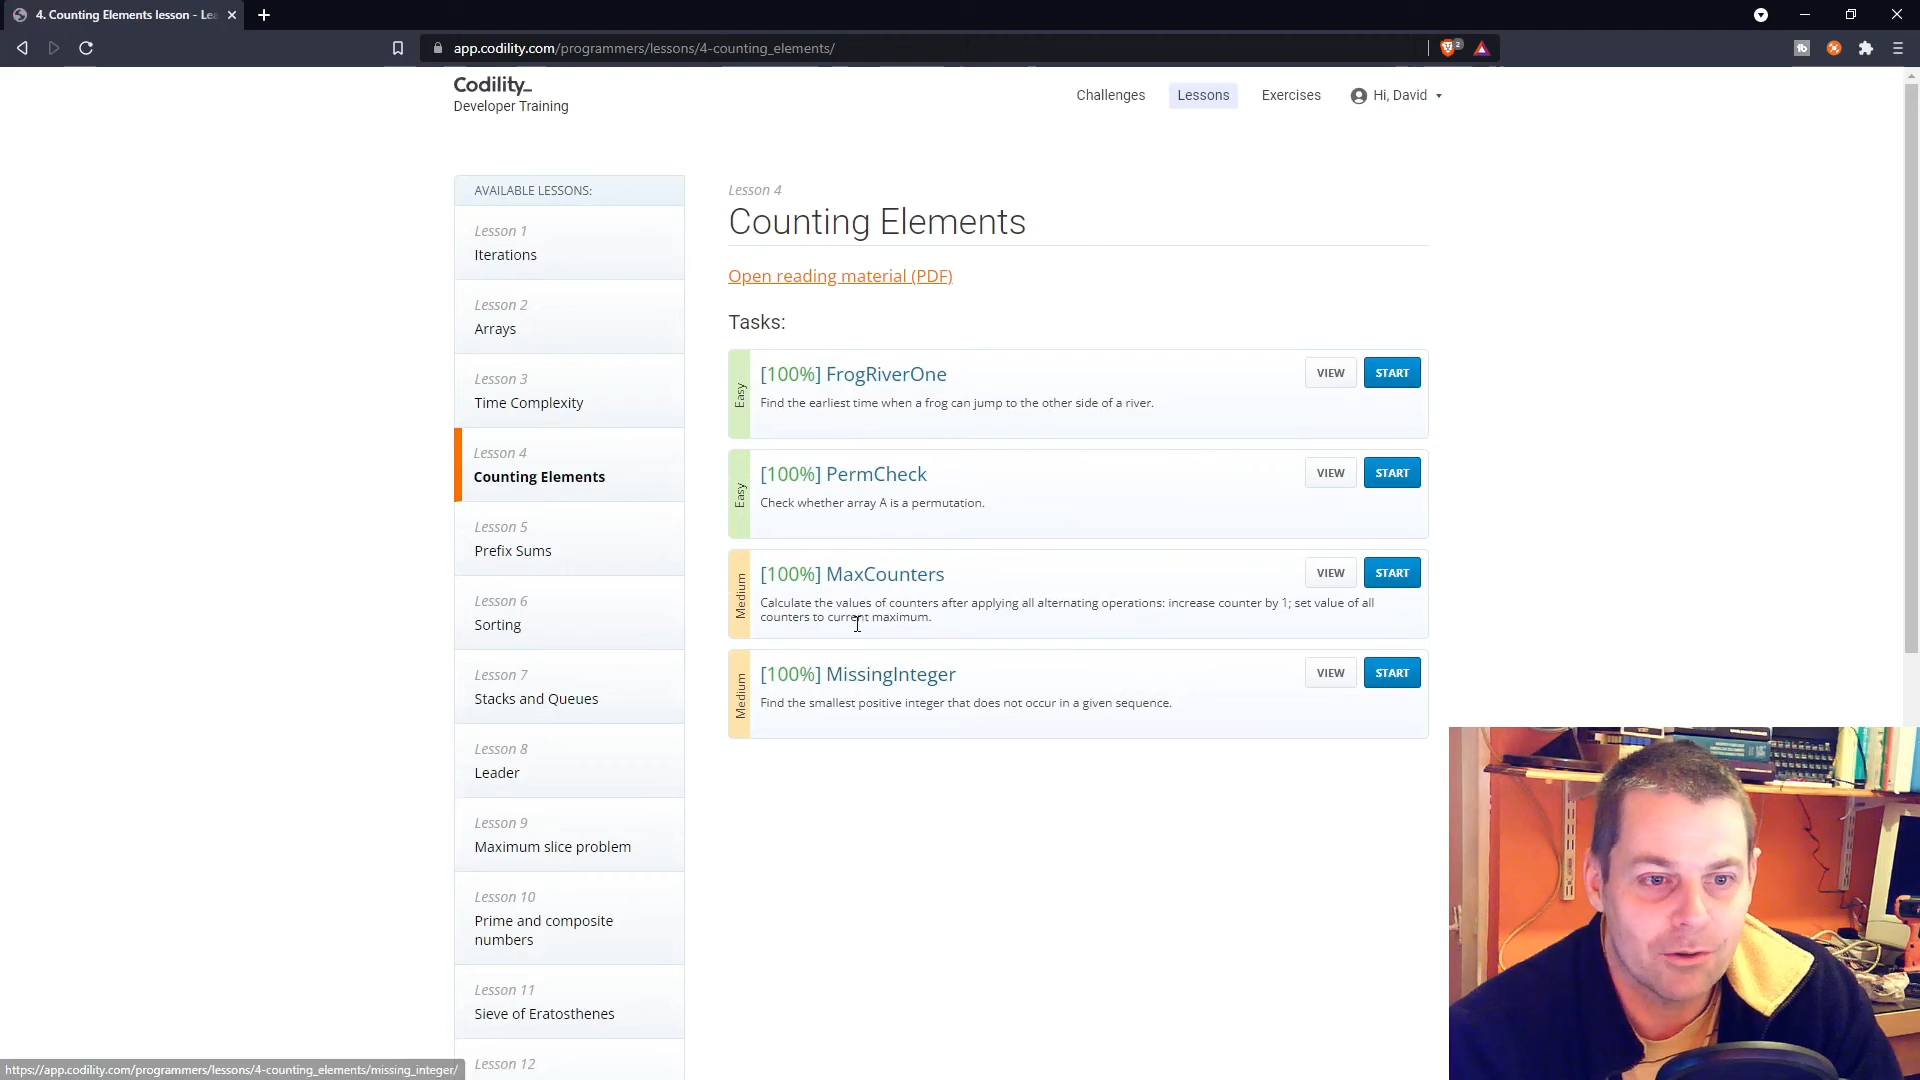 4. Counting Elements lesson - Lea
app.codility.com/programmers/lessons/4-counting_elements/
2
Codility_
Developer Training
Challenges
Lessons
Exercises
Hi, David
AVAILABLE LESSONS:
Lesson 1
Iterations
Lesson 2
Arrays
Lesson 3
Time Complexity
Lesson 4
Counting Elements
Lesson 5
Prefix Sums
Lesson 6
Sorting
Lesson 7
Stacks and Queues
Lesson 8
Leader
Lesson 9
Maximum slice problem
Lesson 10
Prime and composite
numbers
Lesson 11
Sieve of Eratosthenes
Lesson 12
Lesson 4
Counting Elements
Open reading material (PDF)
Tasks:
Easy
[100%] FrogRiverOne
VIEW
START
Find the earliest time when a frog can jump to the other side of a river.
Easy
[100%] PermCheck
VIEW
START
Check whether array A is a permutation.
Medium
[100%] MaxCounters
VIEW
START
Calculate the values of counters after applying all alternating operations: increase counter by 1; set value of all
counters to current maximum.
Medium
[100%] MissingInteger
VIEW
START
Find the smallest positive integer that does not occur in a given sequence.
https://app.codility.com/programmers/lessons/4-counting_elements/missing_integer/